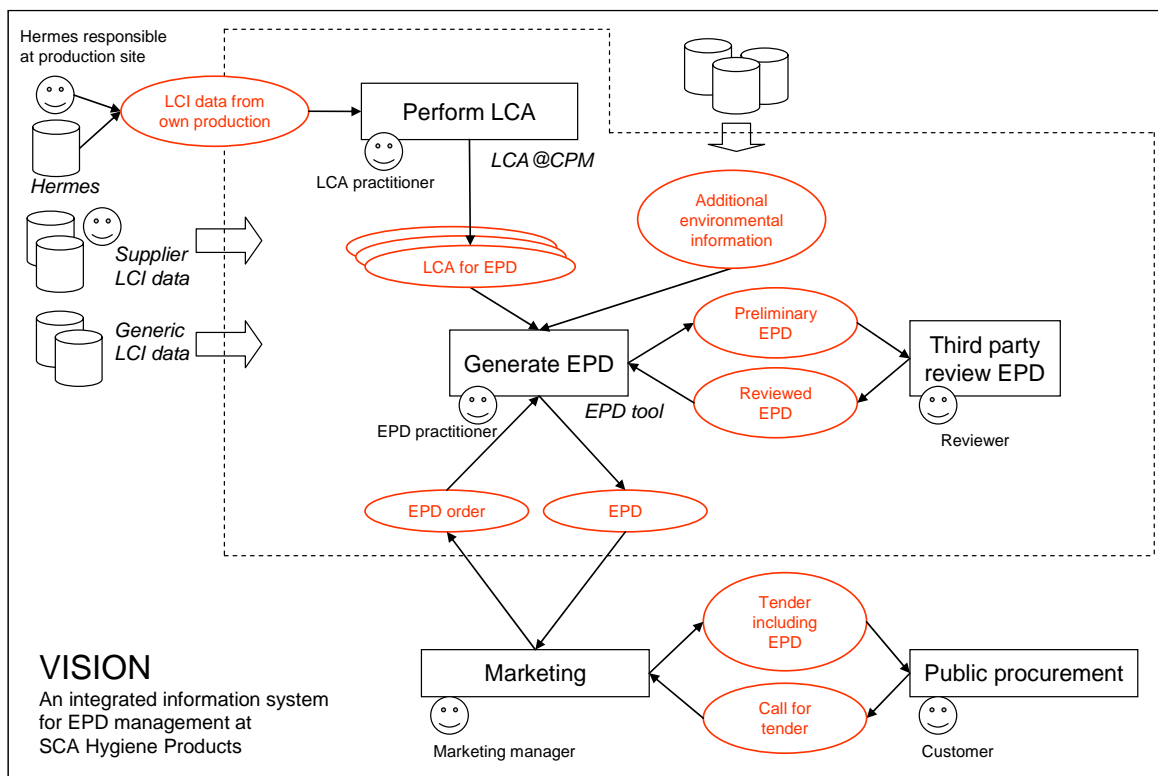 Hermes responsible
at production site
LCI data from
own production
Perform LCA
LCA @CPM
LCA practitioner
Hermes
Additional
environmental
information
Supplier
LCI data
LCA for EPD
Generic
LCI data
Preliminary
EPD
Generate EPD
Third party
review EPD
Reviewed
EPD
EPD tool
EPD practitioner
Reviewer
EPD order
EPD
Tender
including
EPD
VISION
An integrated information system
for EPD management at
SCA Hygiene Products
Marketing
Public procurement
Call for
tender
Marketing manager
Customer